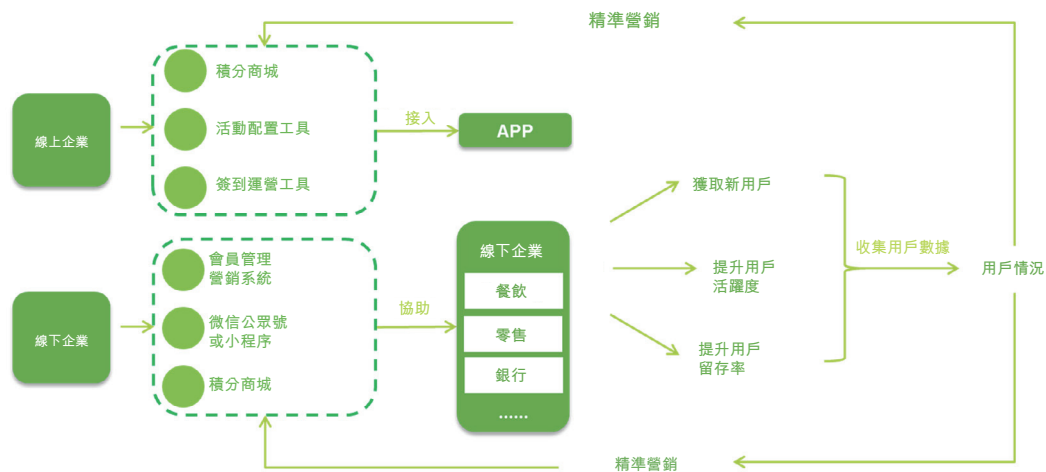 精準營銷
積分商城
活動配置工具
簽到運營工具
線上企業
接入
APP
獲取新用戶
提升用戶
活躍度
提升用戶
留存率
收集用戶數據
用戶情況
線下企業
會員管理
營銷系統
微信公眾號
或小程序
積分商城
協助
線下企業
餐飲
零售
銀行
......
精準營銷